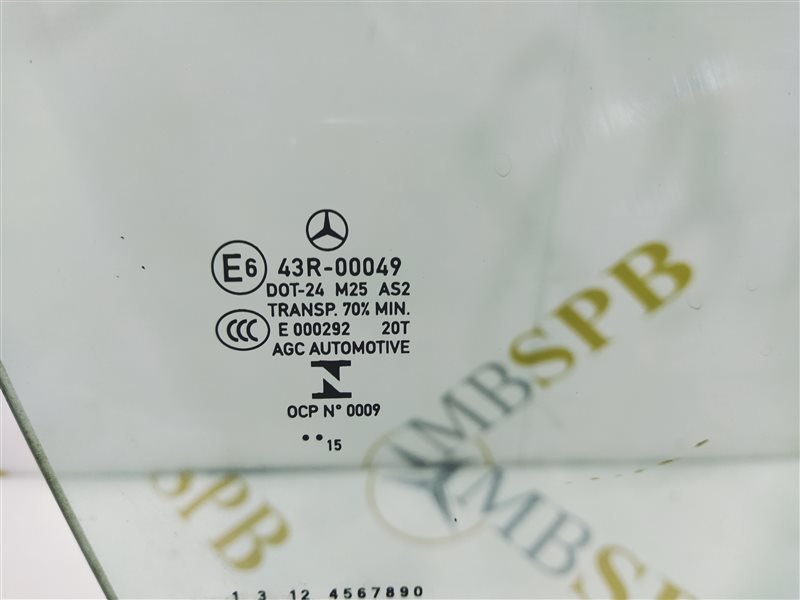 E6 43R-00049
DOT-24 M25 AS2
TRANSP. 70% MIN.
CCC E 000292 20T
AGC AUTOMOTIVE
N
OCP N° 0009
••15
MBSPB
SPB
MBSPB
1 3 12 4567890